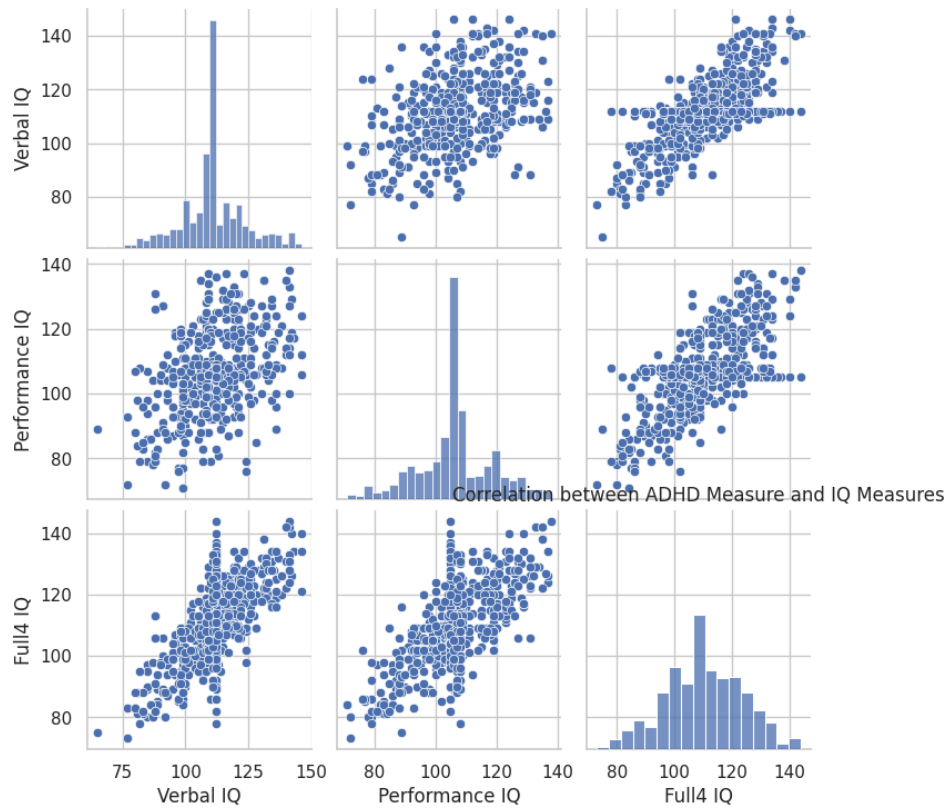 140
120
100
80
Verbal IQ
140
120
100
80
Performance IQ
Correlation between ADHD Measure and IQ Measures
140
120
100
80
Full4 IQ
75 100 125 150 80 100 120 140 80 100 120 140
Verbal IQ Performance IQ Full4 IQ